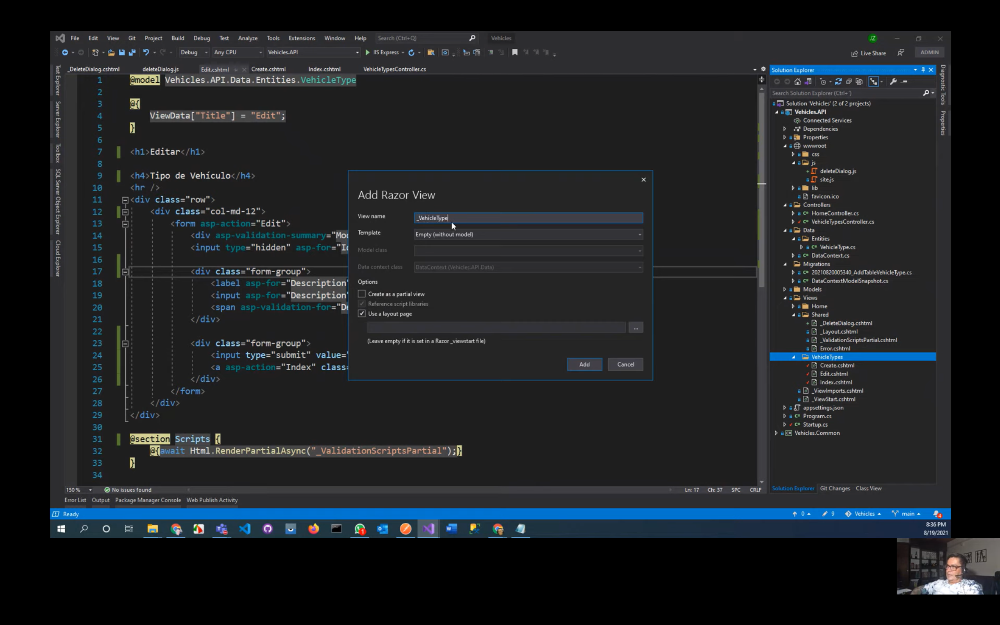 File Edit View Git Project Build Debug Test Analyze Tools Extensions Window Help Search (Ctrl+Q) Vehicles JZ
Debug Any CPU Vehicles.API IIS Express Live Share ADMIN
_DeleteDialog.cshtml deleteDialog.js Edit.cshtml Create.cshtml Index.cshtml VehicleTypesController.cs
Test Explorer
Server Explorer
Toolbox
SQL Server Object Explorer
Cloud Explorer
1 @model Vehicles.API.Data.Entities.VehicleType
2
3 @{
4 ViewData["Title"] = "Edit";
5 }
6
7 <h1>Editar</h1>
8
9 <h4>Tipo de Vehículo</h4>
10 <hr />
11 <div class="row">
12 <div class="col-md-12">
13 <form asp-action="Edit">
14 <div asp-validation-summary="Mod
15 <input type="hidden" asp-for="Id
16
17 <div class="form-group">
18 <label asp-for="Description"
19 <input asp-for="Description"
20 <span asp-validation-for="De
21 </div>
22
23 <div class="form-group">
24 <input type="submit" value="
25 <a asp-action="Index" class=
26 </div>
27 </form>
28 </div>
29 </div>
30
31 @section Scripts {
32 @{await Html.RenderPartialAsync("_ValidationScriptsPartial");}
33 }
34
Add Razor View
View name _VehicleType
Template Empty (without model)
Model class
Data context class DataContext (Vehicles.API.Data)
Options
Create as a partial view
Reference script libraries
Use a layout page
...
(Leave empty if it is set in a Razor _viewstart file)
Add Cancel
Solution Explorer
Search Solution Explorer (Ctrl+´)
Solution 'Vehicles' (2 of 2 projects)
Vehicles.API
Connected Services
Dependencies
Properties
wwwroot
css
js
deleteDialog.js
site.js
lib
favicon.ico
Controllers
HomeController.cs
VehicleTypesController.cs
Data
Entities
VehicleType.cs
DataContext.cs
Migrations
20210820005340_AddTableVehicleType.cs
DataContextModelSnapshot.cs
Models
Views
Home
Shared
_DeleteDialog.cshtml
_Layout.cshtml
_ValidationScriptsPartial.cshtml
Error.cshtml
VehicleTypes
Create.cshtml
Edit.cshtml
Index.cshtml
_ViewImports.cshtml
_ViewStart.cshtml
appsettings.json
Program.cs
Startup.cs
Vehicles.Common
Solution Explorer Git Changes Class View
Diagnostic Tools
Properties
150 % No issues found Ln: 17 Ch: 37 SPC CRLF
Error List Output Package Manager Console Web Publish Activity
Ready 0 9 Vehicles main 4
8:36 PM
8/19/2021